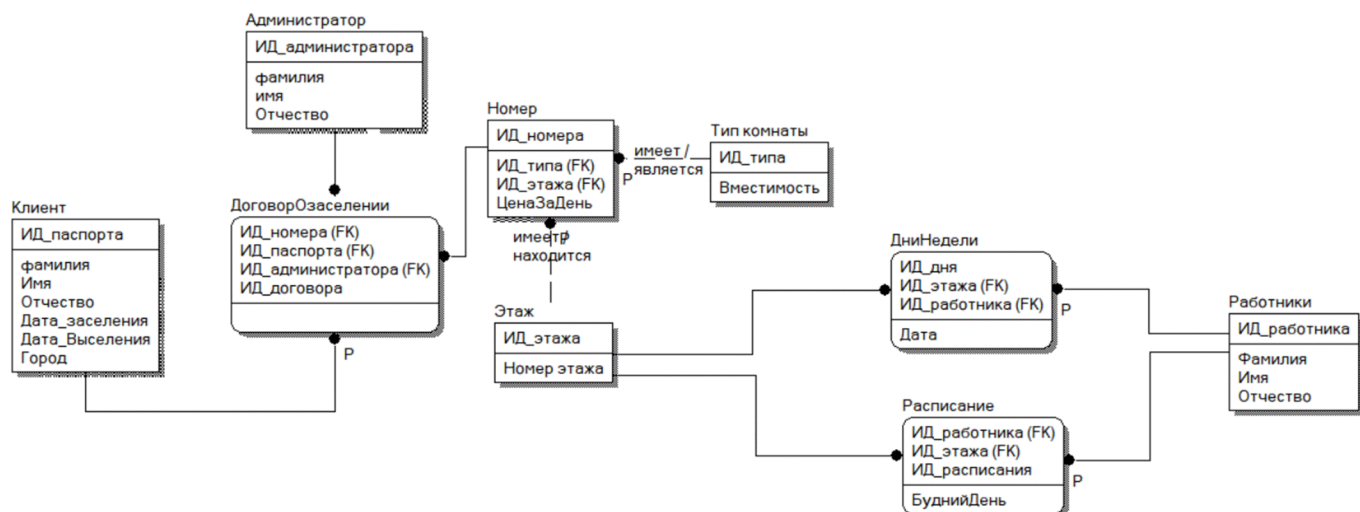 Администратор
ИД_администратора
фамилия
имя
Отчество
Номер
ИД_номера
ИД_типа (FK)
ИД_этажа (FK)
ЦенаЗаДень
имеет /
является
P
Тип комнаты
ИД_типа
Вместимость
Клиент
ИД_паспорта
фамилия
Имя
Отчество
Дата_заселения
Дата_Выселения
Город
ДоговорОзаселении
ИД_номера (FK)
ИД_паспорта (FK)
ИД_администратора (FK)
ИД_договора
P
имеет /
P
находится
Этаж
ИД_этажа
Номер этажа
ДниНедели
ИД_дня
ИД_этажа (FK)
ИД_работника (FK)
Дата
P
Работники
ИД_работника
Фамилия
Имя
Отчество
Расписание
ИД_работника (FK)
ИД_этажа (FK)
ИД_расписания
БуднийДень
P